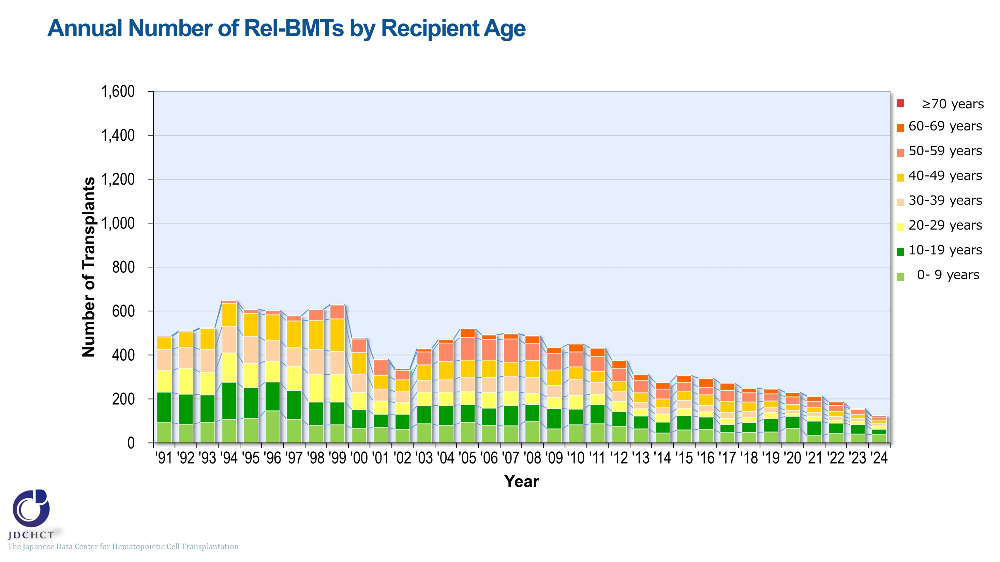 Annual Number of Rel-BMTs by Recipient Age
Number of Transplants
1,600
1,400
1,200
1,000
800
600
400
200
0
'91 '92 '93 '94 '95 '96 '97 '98 '99 '00 '01 '02 '03 '04 '05 '06 '07 '08 '09 '10 '11 '12 '13 '14 '15 '16 '17 '18 '19 '20 '21 '22 '23 '24
Year
≥70 years
60-69 years
50-59 years
40-49 years
30-39 years
20-29 years
10-19 years
0- 9 years
JDCHCT
The Japanese Data Center for Hematopoietic Cell Transplantation